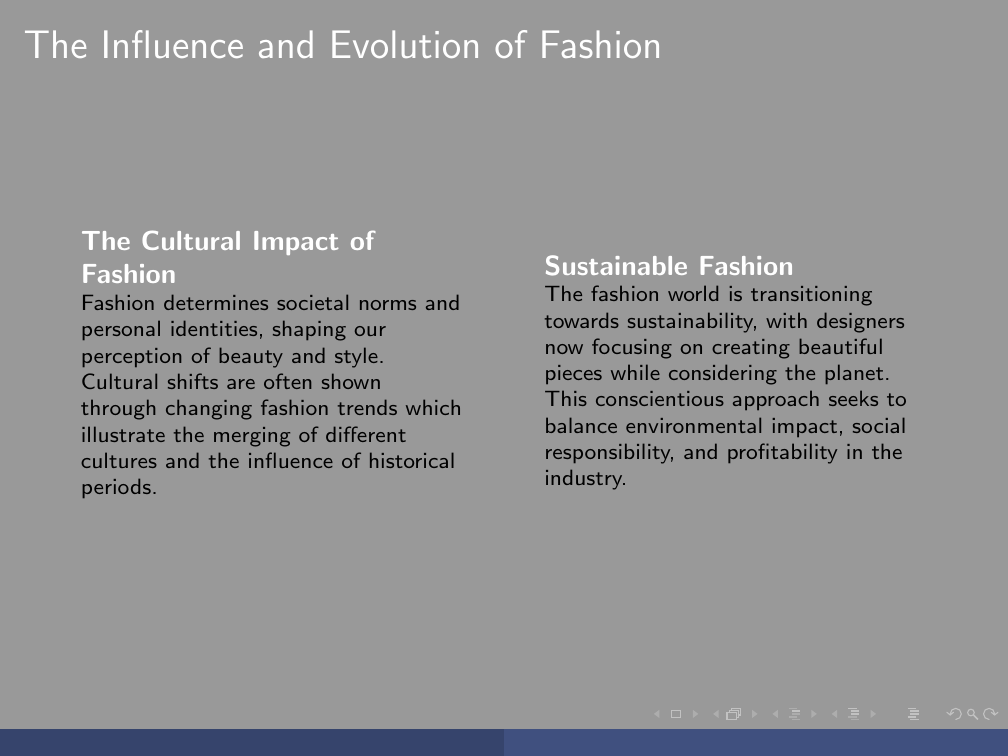 The Influence and Evolution of Fashion
The Cultural Impact of
Fashion
Fashion determines societal norms and
personal identities, shaping our
perception of beauty and style.
Cultural shifts are often shown
through changing fashion trends which
illustrate the merging of different
cultures and the influence of historical
periods.
Sustainable Fashion
The fashion world is transitioning
towards sustainability, with designers
now focusing on creating beautiful
pieces while considering the planet.
This conscientious approach seeks to
balance environmental impact, social
responsibility, and profitability in the
industry.